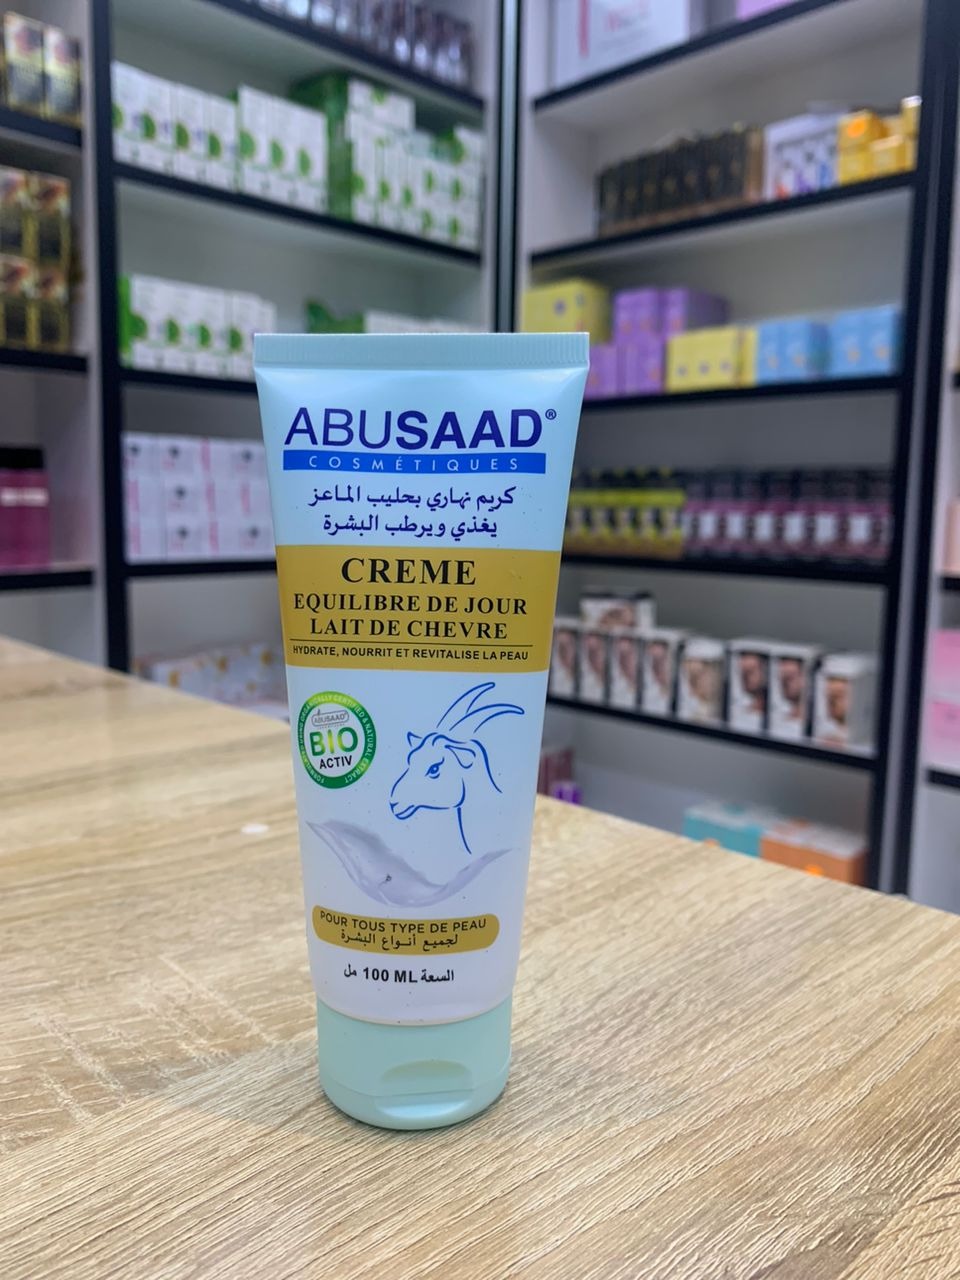 ABUSAAD®
COSMÉTIQUES
كريم نهاري بحليب الماعز
يغذي ويرطب البشرة
CREME
EQUILIBRE DE JOUR
LAIT DE CHEVRE
HYDRATE, NOURRIT ET REVITALISE LA PEAU
ABUSAAD
BIO
ACTIV
POUR TOUS TYPE DE PEAU
لجميع أنواع البشرة
السعة 100 ML مل